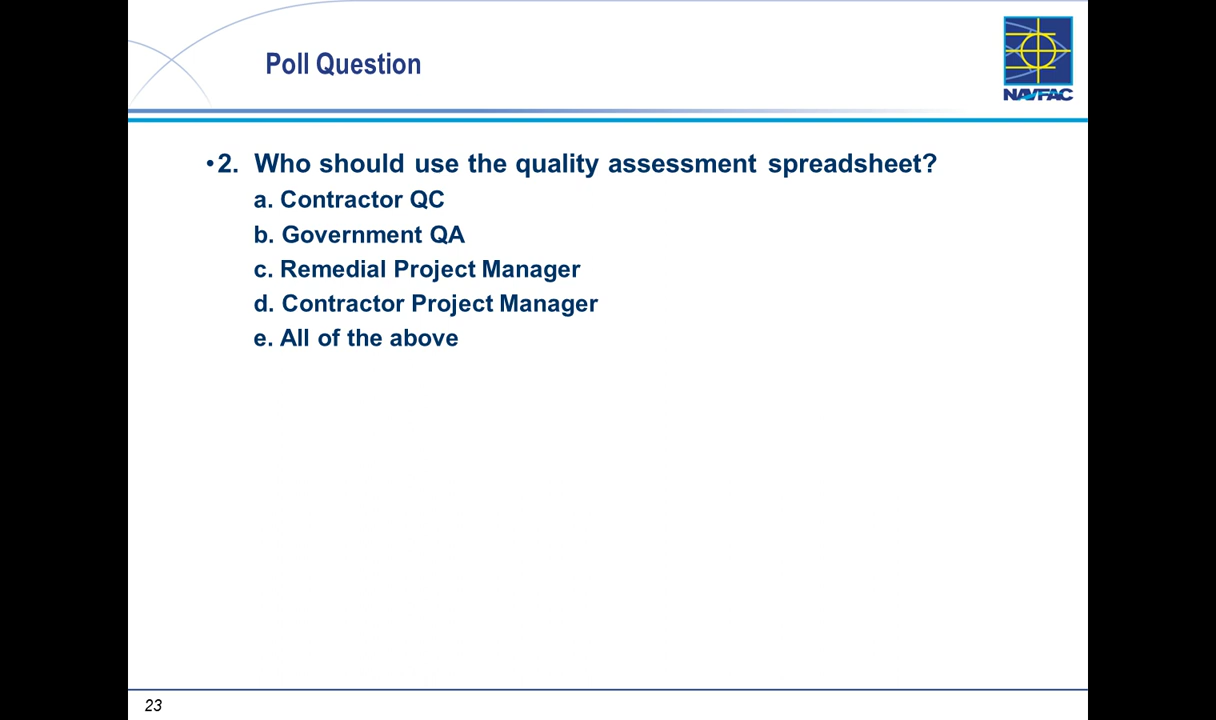 Poll Question
NAVFAC
•2. Who should use the quality assessment spreadsheet?
a. Contractor QC
b. Government QA
c. Remedial Project Manager
d. Contractor Project Manager
e. All of the above
23